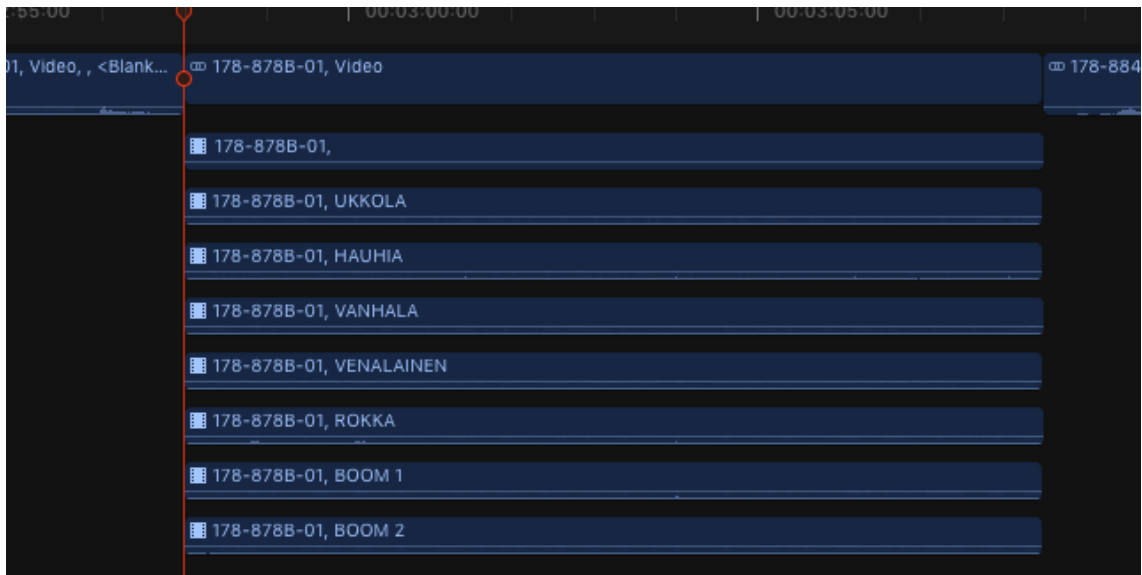 :55:00 00:03:00:00 00:03:05:00
01, Video, , <Blank... 178-878B-01, Video 178-884
178-878B-01,
178-878B-01, UKKOLA
178-878B-01, HAUHIA
178-878B-01, VANHALA
178-878B-01, VENALAINEN
178-878B-01, ROKKA
178-878B-01, BOOM 1
178-878B-01, BOOM 2